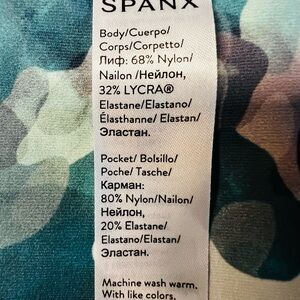 SPANX
Body/Cuerpo/
Corps/Corpetto/
Лиф: 68% Nylon/
Nailon /Нейлон,
32% LYCRA®
Elastane/Elastano/
Élasthanne/ Elastan/
Эластан.
Pocket/ Bolsillo/
Poche/ Tasche/
Карман:
80% Nylon/Nailon/
Нейлон,
20% Elastane/
Elastano/Elastan/
Эластан.
Machine wash warm.
With like colors.